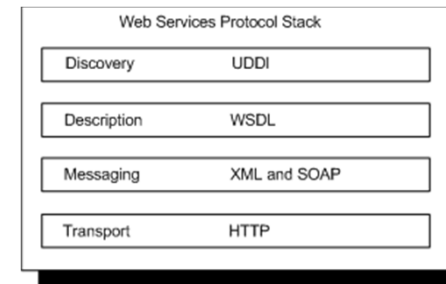 Web Services Protocol Stack
Discovery UDDI
Description WSDL
Messaging XML and SOAP
Transport HTTP